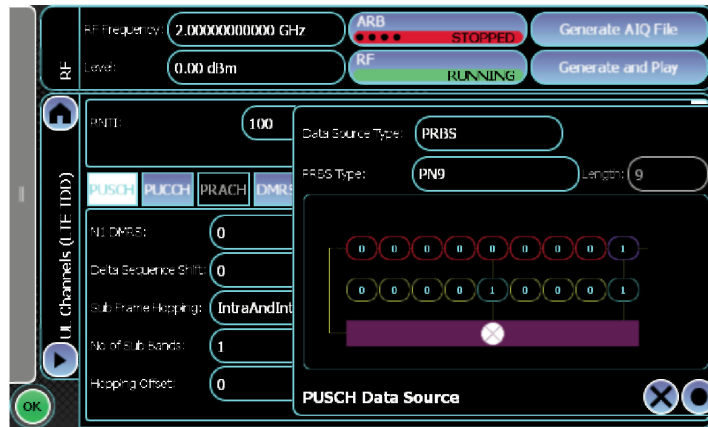 RF
RF Frequency: 2.00000000000 GHz
Level: 0.00 dBm
ARB
STOPPED
RF
RUNNING
Generate AIQ File
Generate and Play
UL Channels (LTE TDD)
RNTI: 100
PUSCH PUCCH PRACH DMRS
N1 DMRS: 0
Delta Sequence Shift: 0
Sub Frame Hopping: IntraAndInt
No of Sub Bands: 1
Hopping Offset: 0
Data Source Type: PRBS
PRBS Type: PN9 Length: 9
0 0 0 0 0 0 0 0 1
0 0 0 0 1 0 0 0 1
PUSCH Data Source
OK